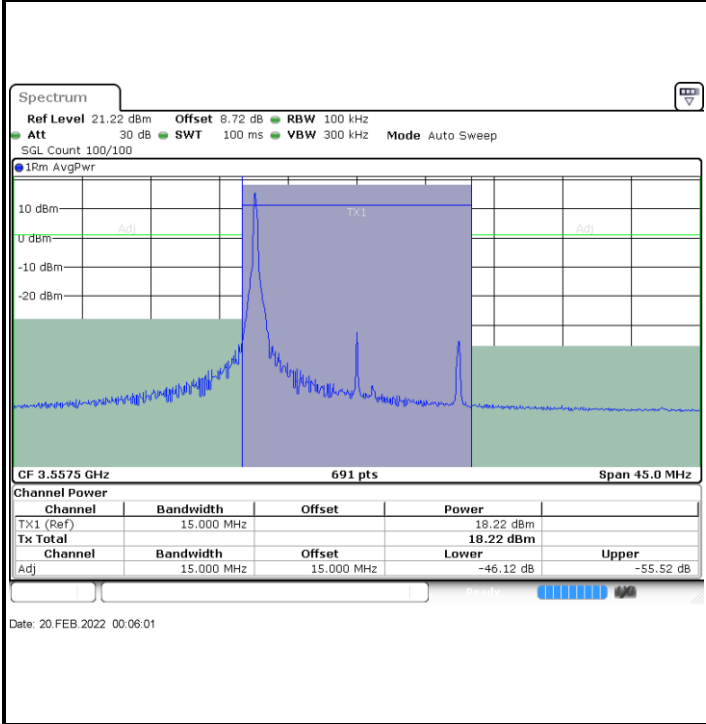 Spectrum
Ref Level 21.22 dBm Offset 8.72 dB RBW 100 kHz
Att 30 dB SWT 100 ms VBW 300 kHz Mode Auto Sweep
SGL Count 100/100
1Rm AvgPwr
10 dBm
TX1
Adj
Adj
0 dBm
-10 dBm
-20 dBm
CF 3.5575 GHz 691 pts Span 45.0 MHz
Channel Power
Channel Bandwidth Offset Power
TX1 (Ref) 15.000 MHz 18.22 dBm
Tx Total 18.22 dBm
Channel Bandwidth Offset Lower Upper
Adj 15.000 MHz 15.000 MHz -46.12 dB -55.52 dB
Ready
Date: 20.FEB.2022 00:06:01